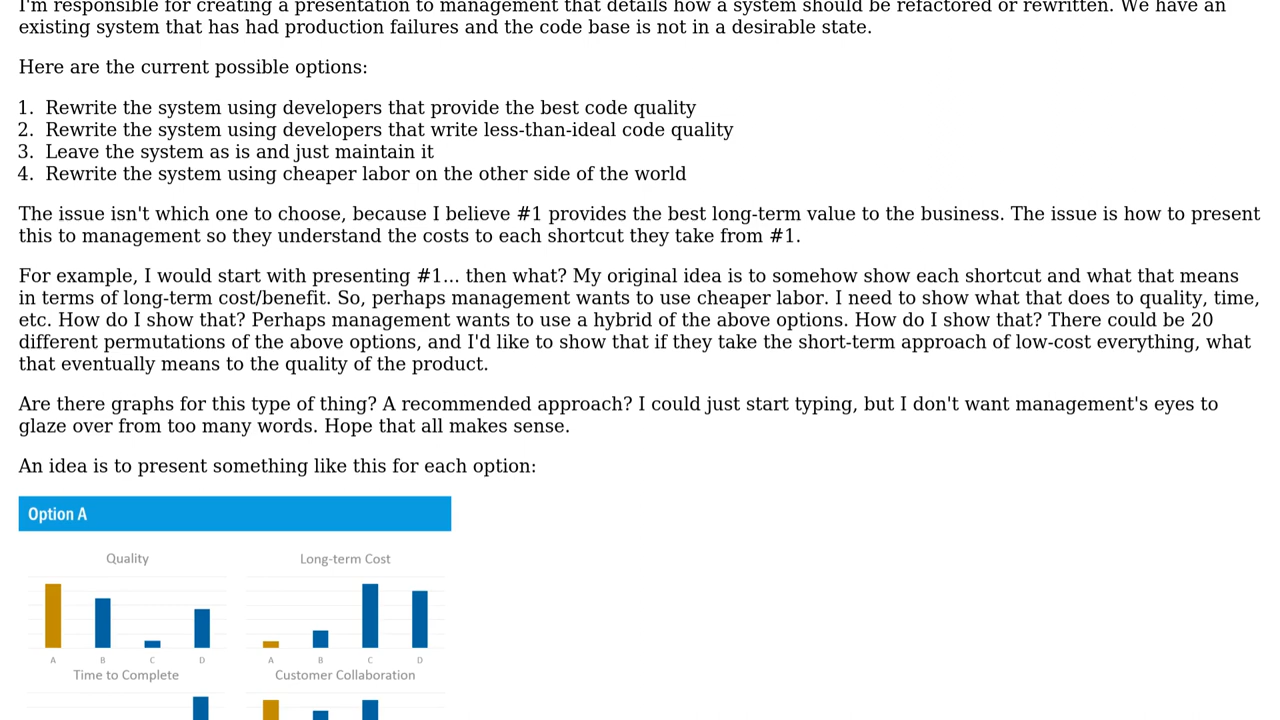 I'm responsible for creating a presentation to management that details how a system should be refactored or rewritten. We have an
existing system that has had production failures and the code base is not in a desirable state.
Here are the current possible options:
1. Rewrite the system using developers that provide the best code quality
2. Rewrite the system using developers that write less-than-ideal code quality
3. Leave the system as is and just maintain it
4. Rewrite the system using cheaper labor on the other side of the world
The issue isn't which one to choose, because I believe #1 provides the best long-term value to the business. The issue is how to present
this to management so they understand the costs to each shortcut they take from #1.
For example, I would start with presenting #1... then what? My original idea is to somehow show each shortcut and what that means
in terms of long-term cost/benefit. So, perhaps management wants to use cheaper labor. I need to show what that does to quality, time,
etc. How do I show that? Perhaps management wants to use a hybrid of the above options. How do I show that? There could be 20
different permutations of the above options, and I'd like to show that if they take the short-term approach of low-cost everything, what
that eventually means to the quality of the product.
Are there graphs for this type of thing? A recommended approach? I could just start typing, but I don't want management's eyes to
glaze over from too many words. Hope that all makes sense.
An idea is to present something like this for each option:
Option A
Quality Long-term Cost
A B C D A B C D
Time to Complete Customer Collaboration